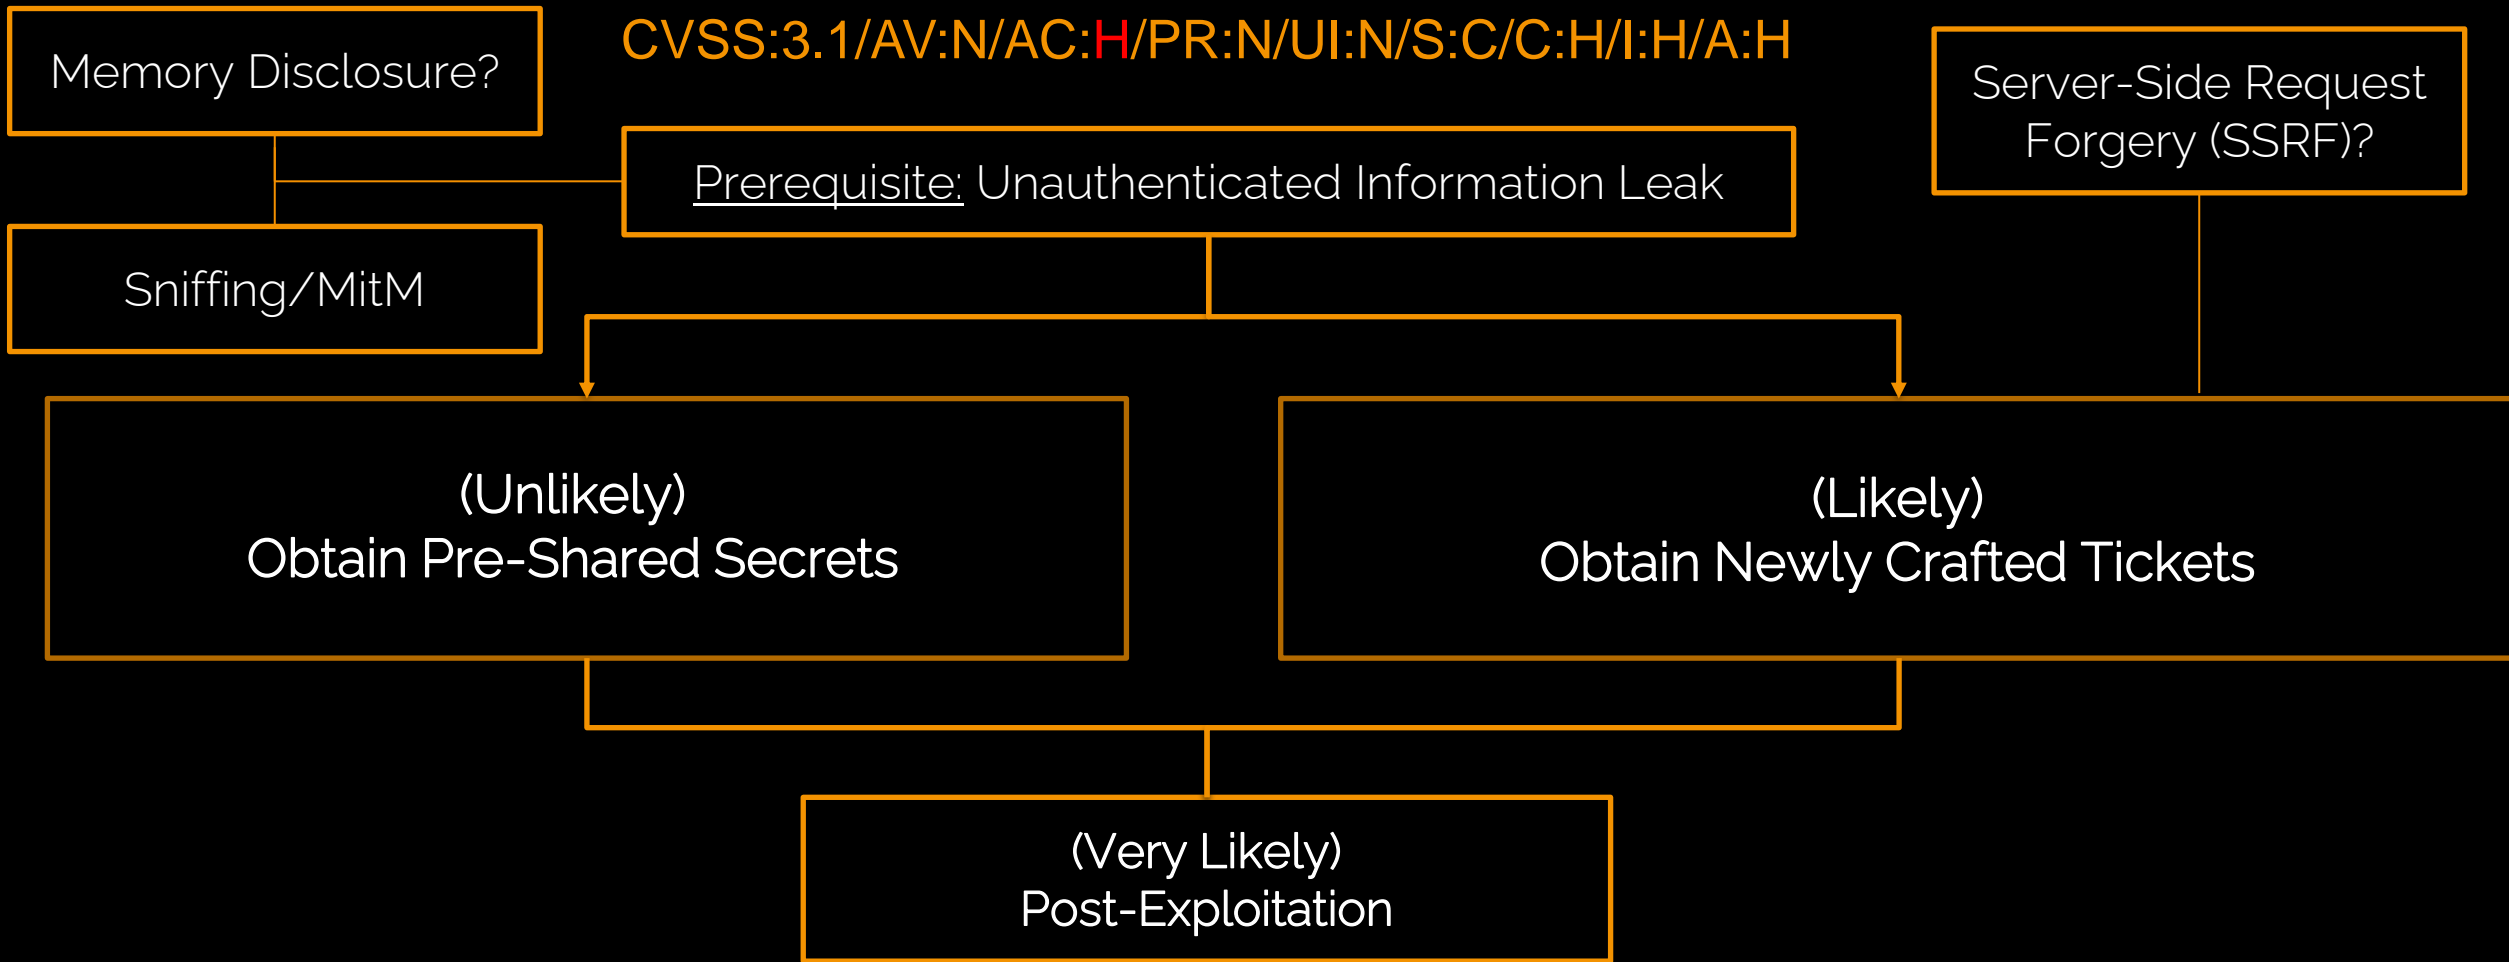 CVSS:3.1/AV:N/AC:H/PR:N/UI:N/S:C/C:H/I:H/A:H
Memory Disclosure?
Server-Side Request
Forgery (SSRF)?
Prerequisite: Unauthenticated Information Leak
Sniffing/MitM
(Unlikely)
Obtain Pre-Shared Secrets
(Likely)
Obtain Newly Crafted Tickets
(Very Likely)
Post-Exploitation